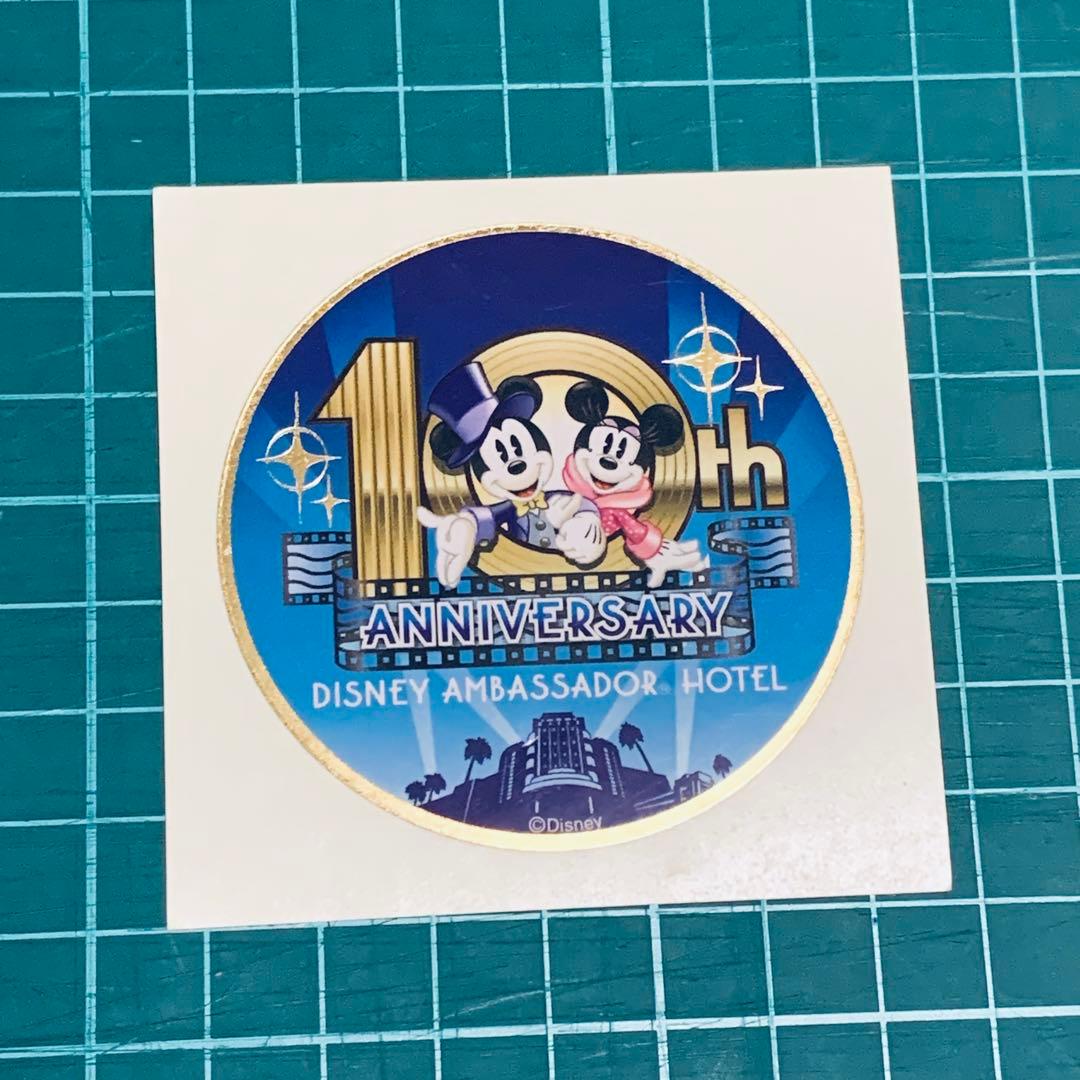 10th
ANNIVERSARY
DISNEY AMBASSADOR® HOTEL
©Disney